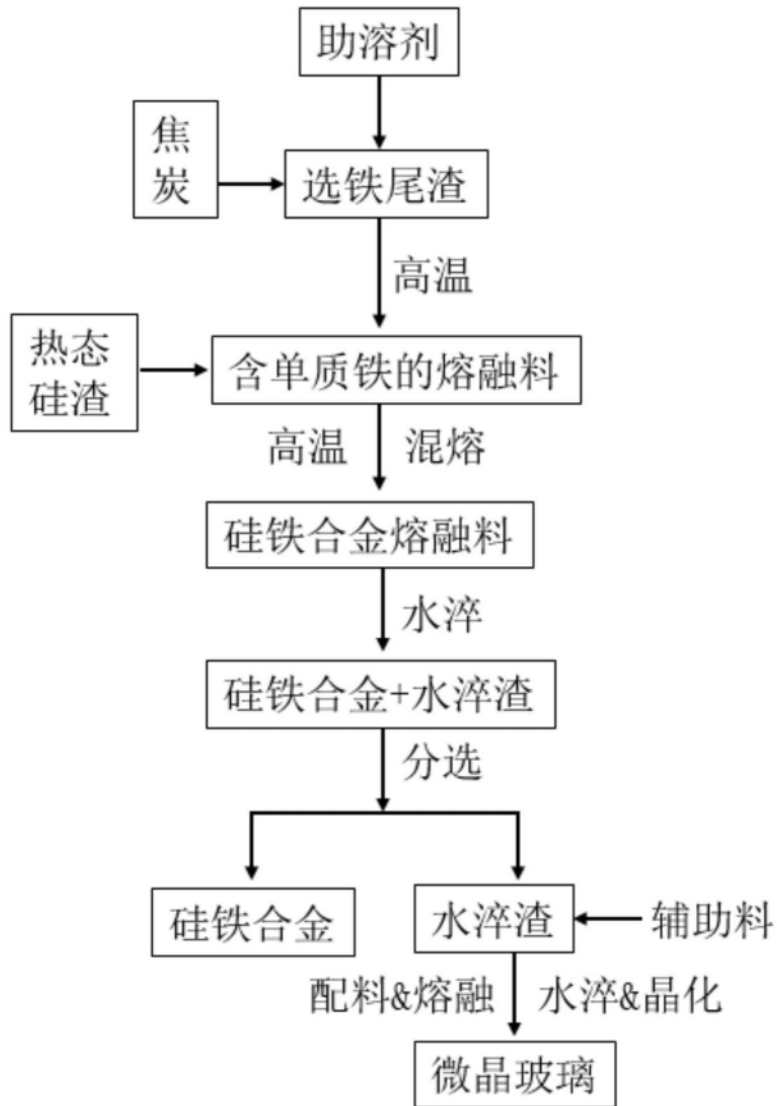 助溶剂
焦
炭
选铁尾渣
高温
热态
硅渣
含单质铁的熔融料
高温 混熔
硅铁合金熔融料
水淬
硅铁合金+水淬渣
分选
硅铁合金
水淬渣
辅助料
配料&熔融 水淬&晶化
微晶玻璃